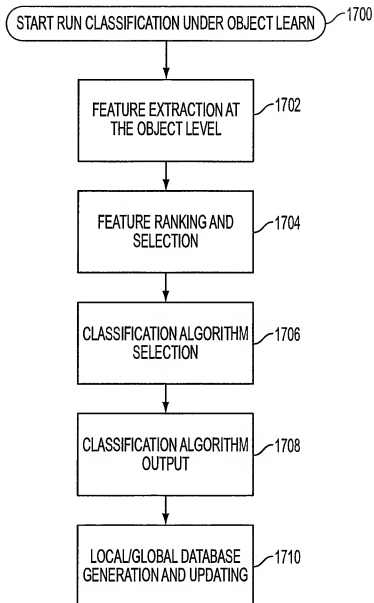 START RUN CLASSIFICATION UNDER OBJECT LEARN
1700
FEATURE EXTRACTION AT
THE OBJECT LEVEL
1702
FEATURE RANKING AND
SELECTION
1704
CLASSIFICATION ALGORITHM
SELECTION
1706
CLASSIFICATION ALGORITHM
OUTPUT
1708
LOCAL/GLOBAL DATABASE
GENERATION AND UPDATING
1710